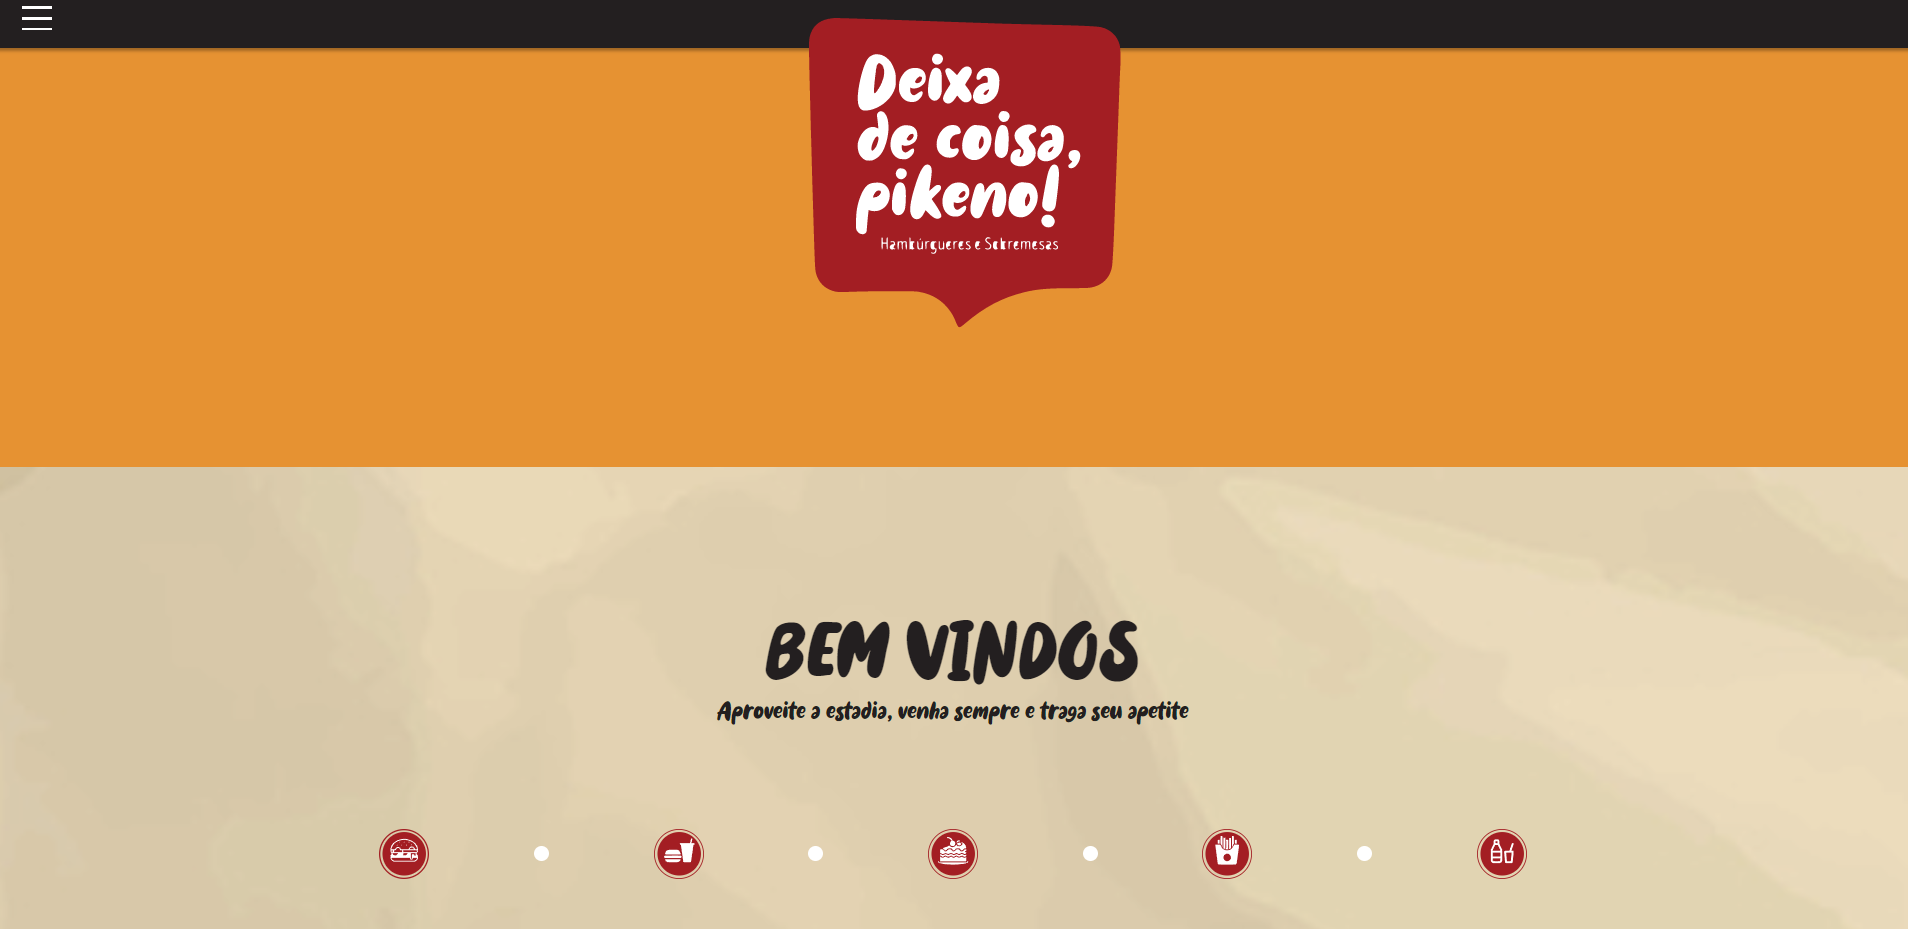 Deixa
de coisa,
pikeno!
Hambúrgueres e Sobremesas
BEM VINDOS
Aproveite a estadia, venha sempre e traga seu apetite